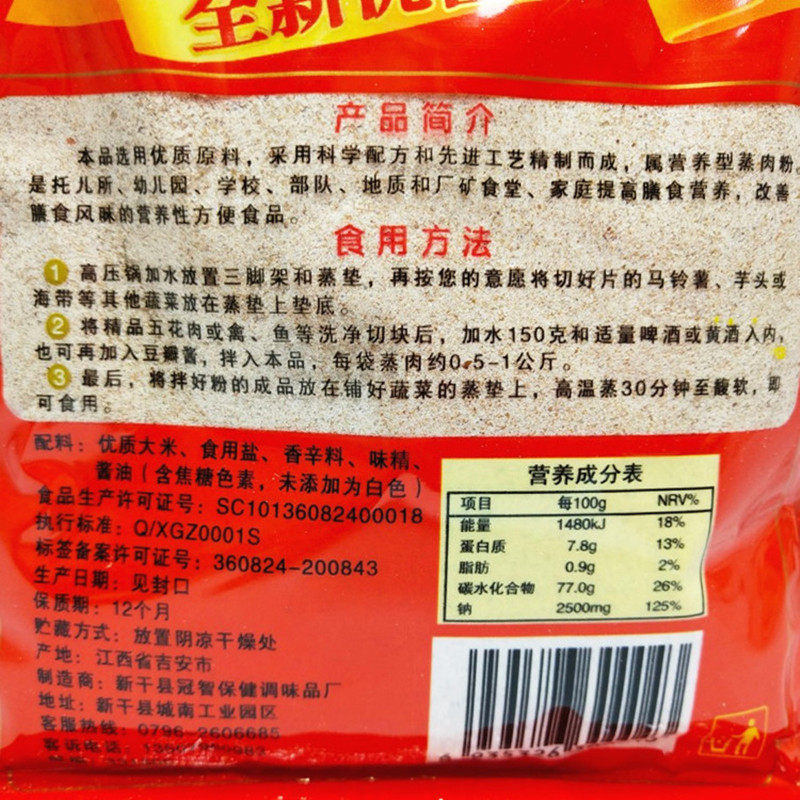 全新
产品简介
本品选用优质原料，采用科学配方和先进工艺精制而成，属营养型蒸肉粉。
是托儿所、幼儿园、学校、部队、地质和厂矿食堂、家庭提高膳食营养，改善
膳食风味的营养性方便食品。
食用方法
1 高压锅加水放置三脚架和蒸垫，再按您的意愿将切好片的马铃薯、芋头或
海带等其他蔬菜放在蒸垫上垫底。
2 将精品五花肉或禽、鱼等洗净切块后，加水150克和适量啤酒或黄酒入内，
也可再加入豆瓣酱，拌入本品，每袋蒸肉约0.5-1公斤。
3 最后，将拌好粉的成品放在铺好蔬菜的蒸垫上，高温蒸30分钟至馥软，即
可食用。
配料：优质大米、食用盐、香辛料、味精、
酱油（含焦糖色素，未添加为白色）
食品生产许可证号：SC10136082400018
执行标准：Q/XGZ0001S
标签备案许可证号：360824-200843
生产日期：见封口
保质期：12个月
贮藏方式：放置阴凉干燥处
产地：江西省吉安市
制造商：新干县冠智保健调味品厂
地址：新干县城南工业园区
客服热线：0796-2606685
客诉电话：
营养成分表
项目 每100g NRV%
能量 1480kJ 18%
蛋白质 7.8g 13%
脂肪 0.9g 2%
碳水化合物 77.0g 26%
钠 2500mg 125%